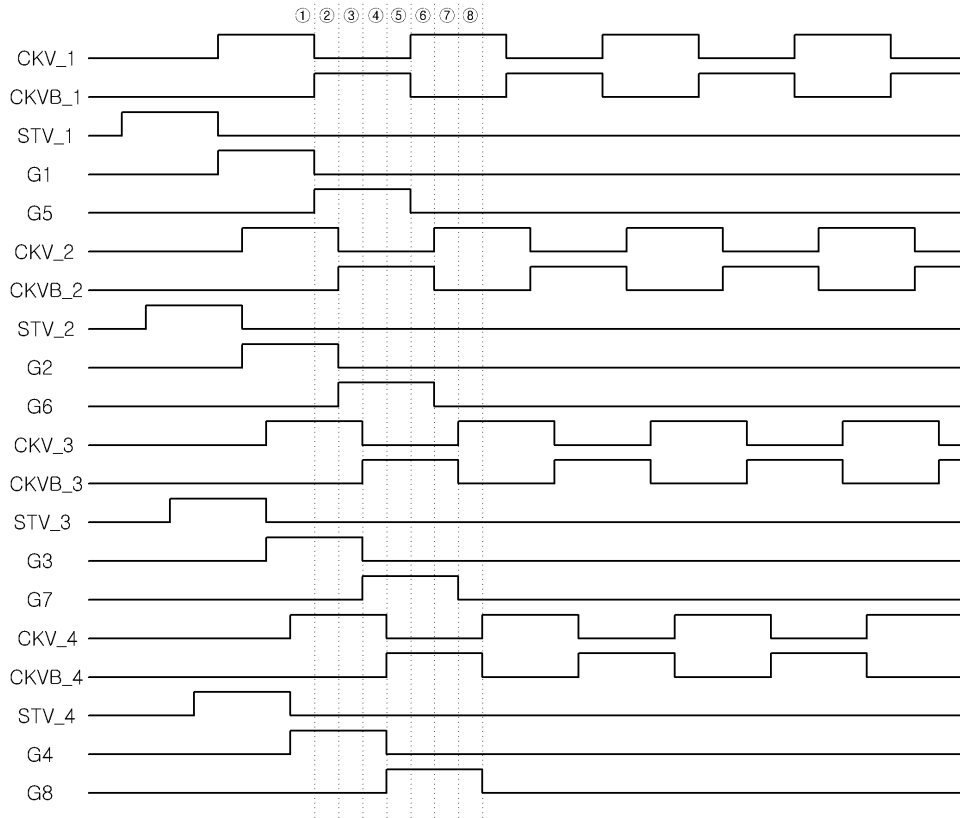 ① ② ③ ④ ⑤ ⑥ ⑦ ⑧
CKV_1
CKVB_1
STV_1
G1
G5
CKV_2
CKVB_2
STV_2
G2
G6
CKV_3
CKVB_3
STV_3
G3
G7
CKV_4
CKVB_4
STV_4
G4
G8